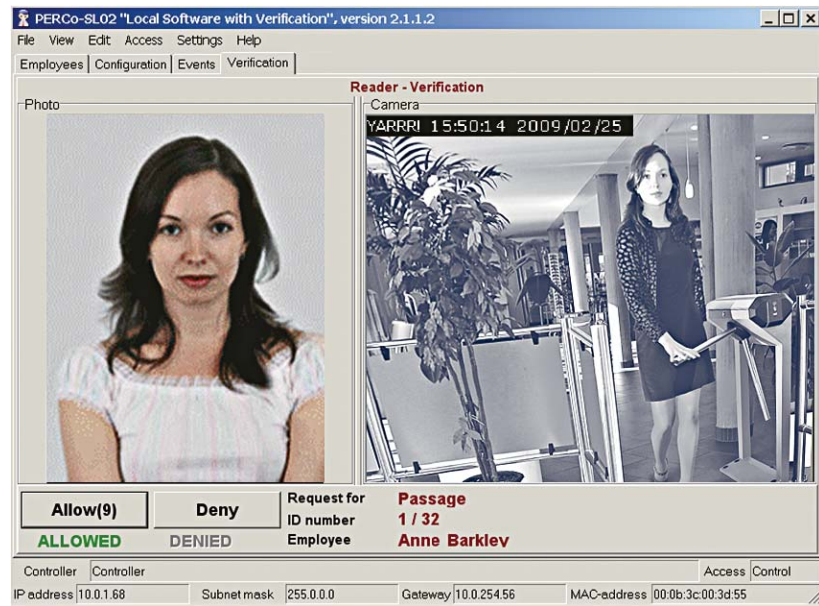 PERCo-SL02 "Local Software with Verification", version 2.1.1.2
File View Edit Access Settings Help
Employees Configuration Events Verification
Reader - Verification
Photo Camera
YARRR! 15:50:14 2009/02/25
Allow(9) Deny Request for Passage
ID number 1 / 32
ALLOWED DENIED Employee Anne Barkley
Controller Controller Access Control
IP address 10.0.1.68 Subnet mask 255.0.0.0 Gateway 10.0.254.56 MAC-address 00:0b:3c:00:3d:55